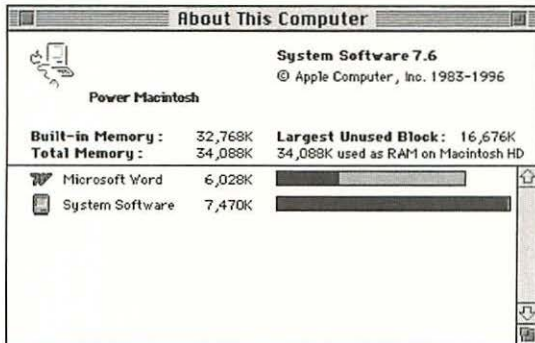 About This Computer
System Software 7.6
© Apple Computer, Inc. 1983-1996
Power Macintosh
Built-in Memory: 32,768K Largest Unused Block: 16,676K
Total Memory: 34,088K 34,088K used as RAM on Macintosh HD
Microsoft Word 6,028K
System Software 7,470K